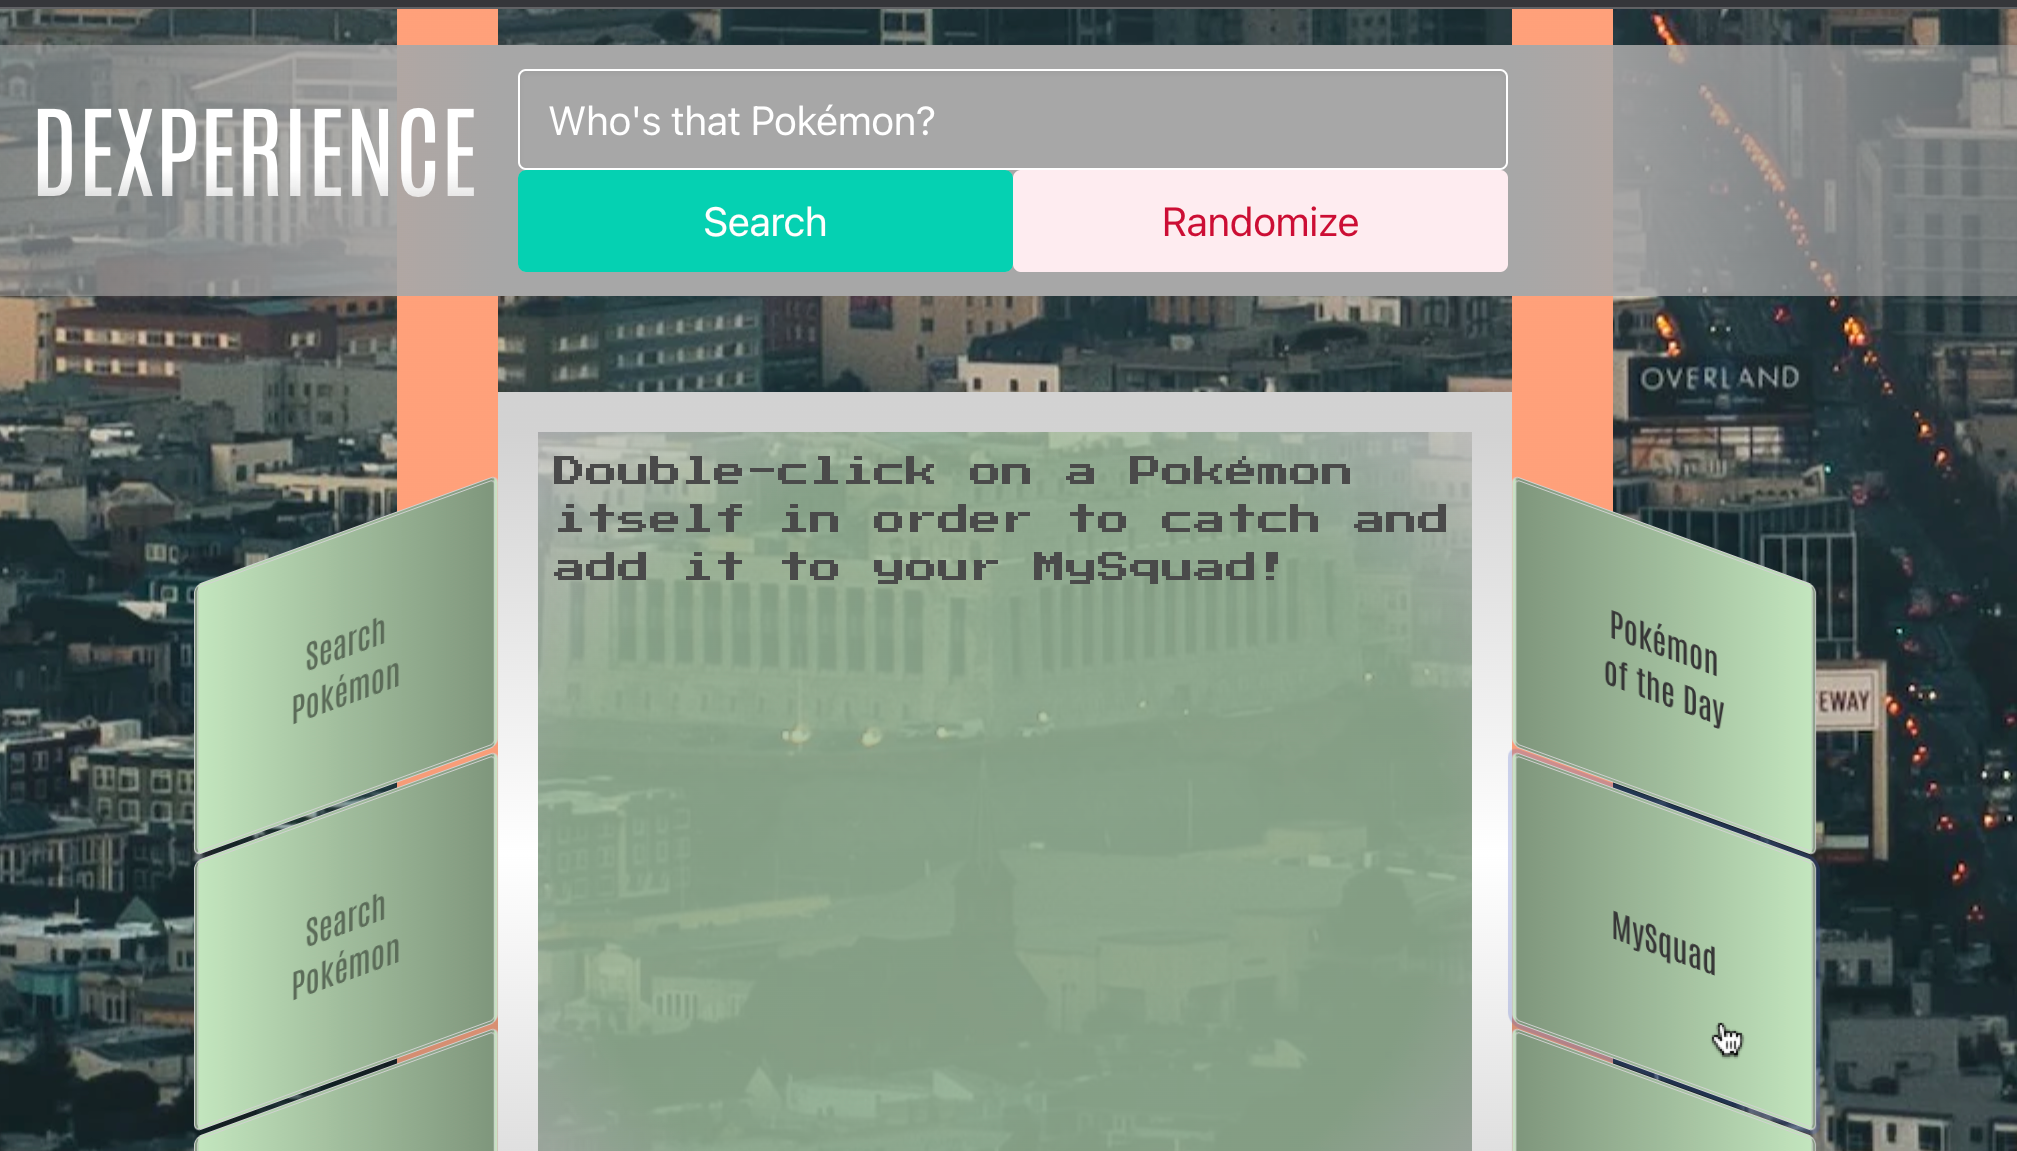 DEXPERIENCE
Who's that Pokémon?
Search
Randomize
OVERLAND
Double-click on a Pokémon
itself in order to catch and
add it to your MySquad!
Search
Pokémon
Search
Pokémon
Pokémon
of the Day
EWAY
MySquad